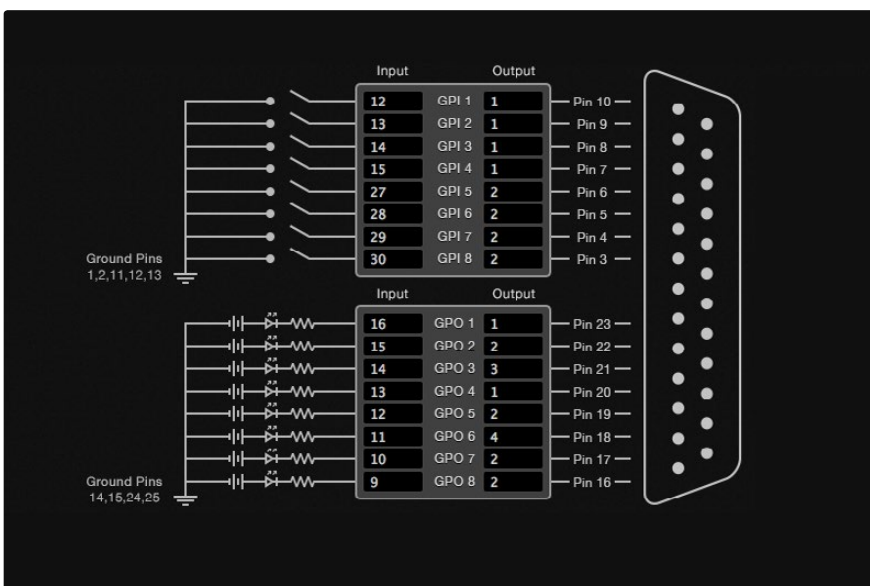 Input Output
12 GPI 1 1 Pin 10
13 GPI 2 1 Pin 9
14 GPI 3 1 Pin 8
15 GPI 4 1 Pin 7
27 GPI 5 2 Pin 6
28 GPI 6 2 Pin 5
29 GPI 7 2 Pin 4
30 GPI 8 2 Pin 3
Ground Pins
1,2,11,12,13
Input Output
16 GPO 1 1 Pin 23
15 GPO 2 2 Pin 22
14 GPO 3 3 Pin 21
13 GPO 4 1 Pin 20
12 GPO 5 2 Pin 19
11 GPO 6 4 Pin 18
10 GPO 7 2 Pin 17
9 GPO 8 2 Pin 16
Ground Pins
14,15,24,25